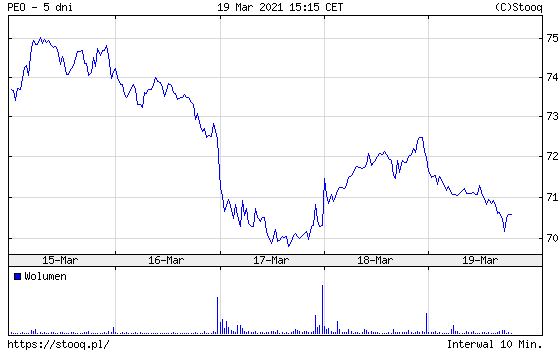 PEO - 5 dni 19 Mar 2021 15:15 CET (C)Stooq
75
74
73
72
71
70
15-Mar 16-Mar 17-Mar 18-Mar 19-Mar
Wolumen
https://stooq.pl/ Interwal 10 Min.